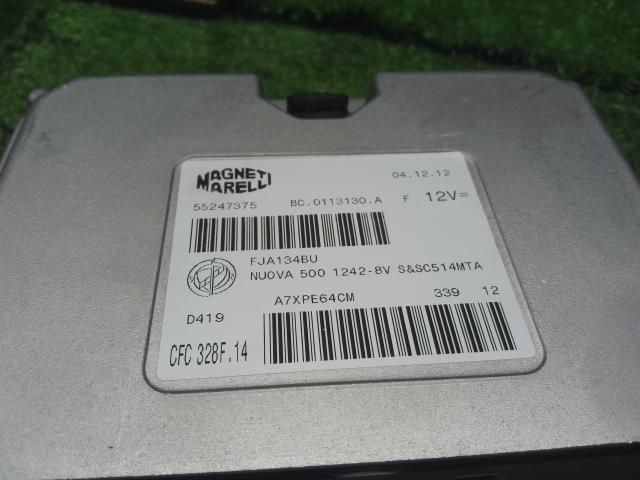 MAGNETI
MARELLI
04.12.12
55247375 BC.0113130.A F. 12V=
FJA134BU
NUOVA 500 1242-8V S&SC514MTA
A7XPE64CM 339 12
D419
CFC 328F.14